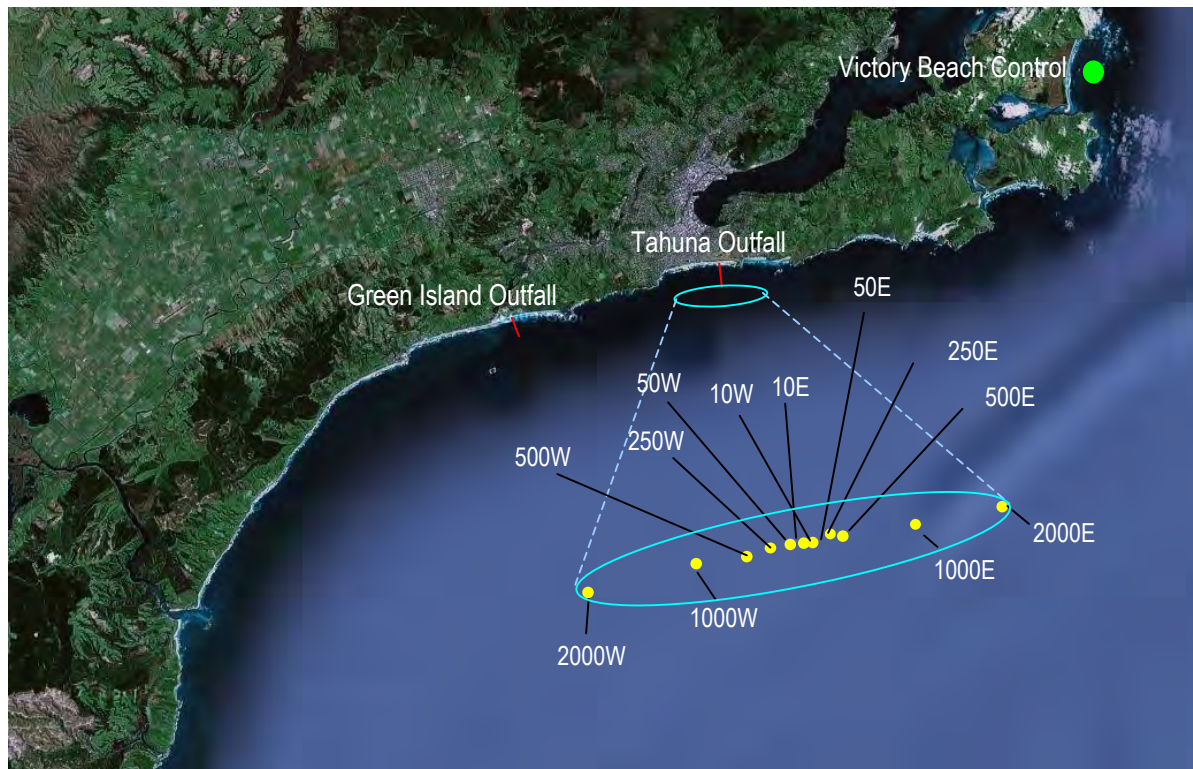 Victory Beach Control
Tahuna Outfall
Green Island Outfall
50E
250E
50W
10W
10E
500E
250W
500W
2000E
1000E
1000W
2000W